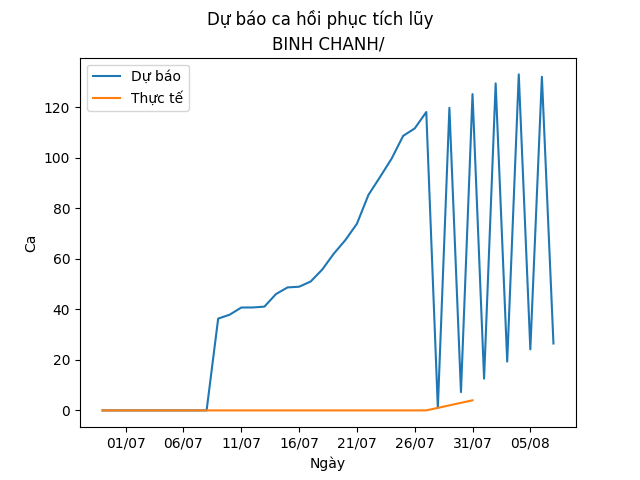 Dự báo ca hồi phục tích lũy
BINH CHANH/
Dự báo
Thực tế
120
100
80
60
40
20
0
Ca
01/07 06/07 11/07 16/07 21/07 26/07 31/07 05/08
Ngày